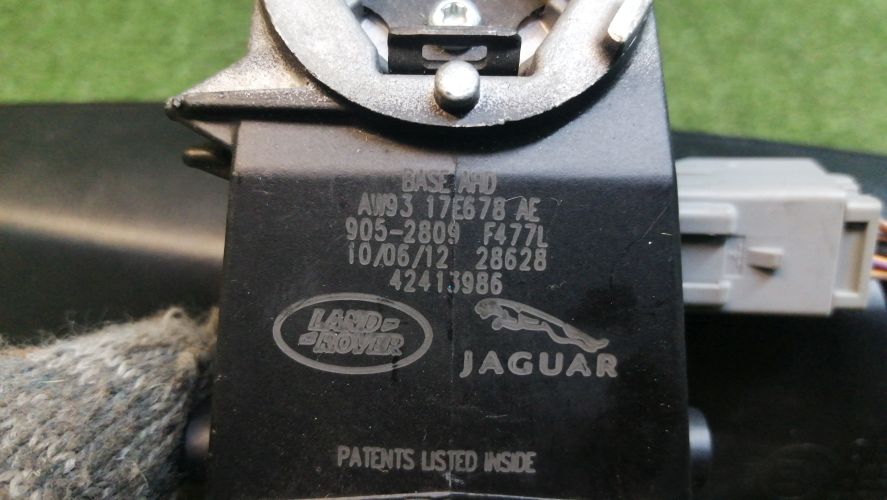 BASE AHD
AW93 17E678 AE
905-2809 F477L
10/06/12 28628
42413986
LAND-
-ROVER
JAGUAR
PATENTS LISTED INSIDE